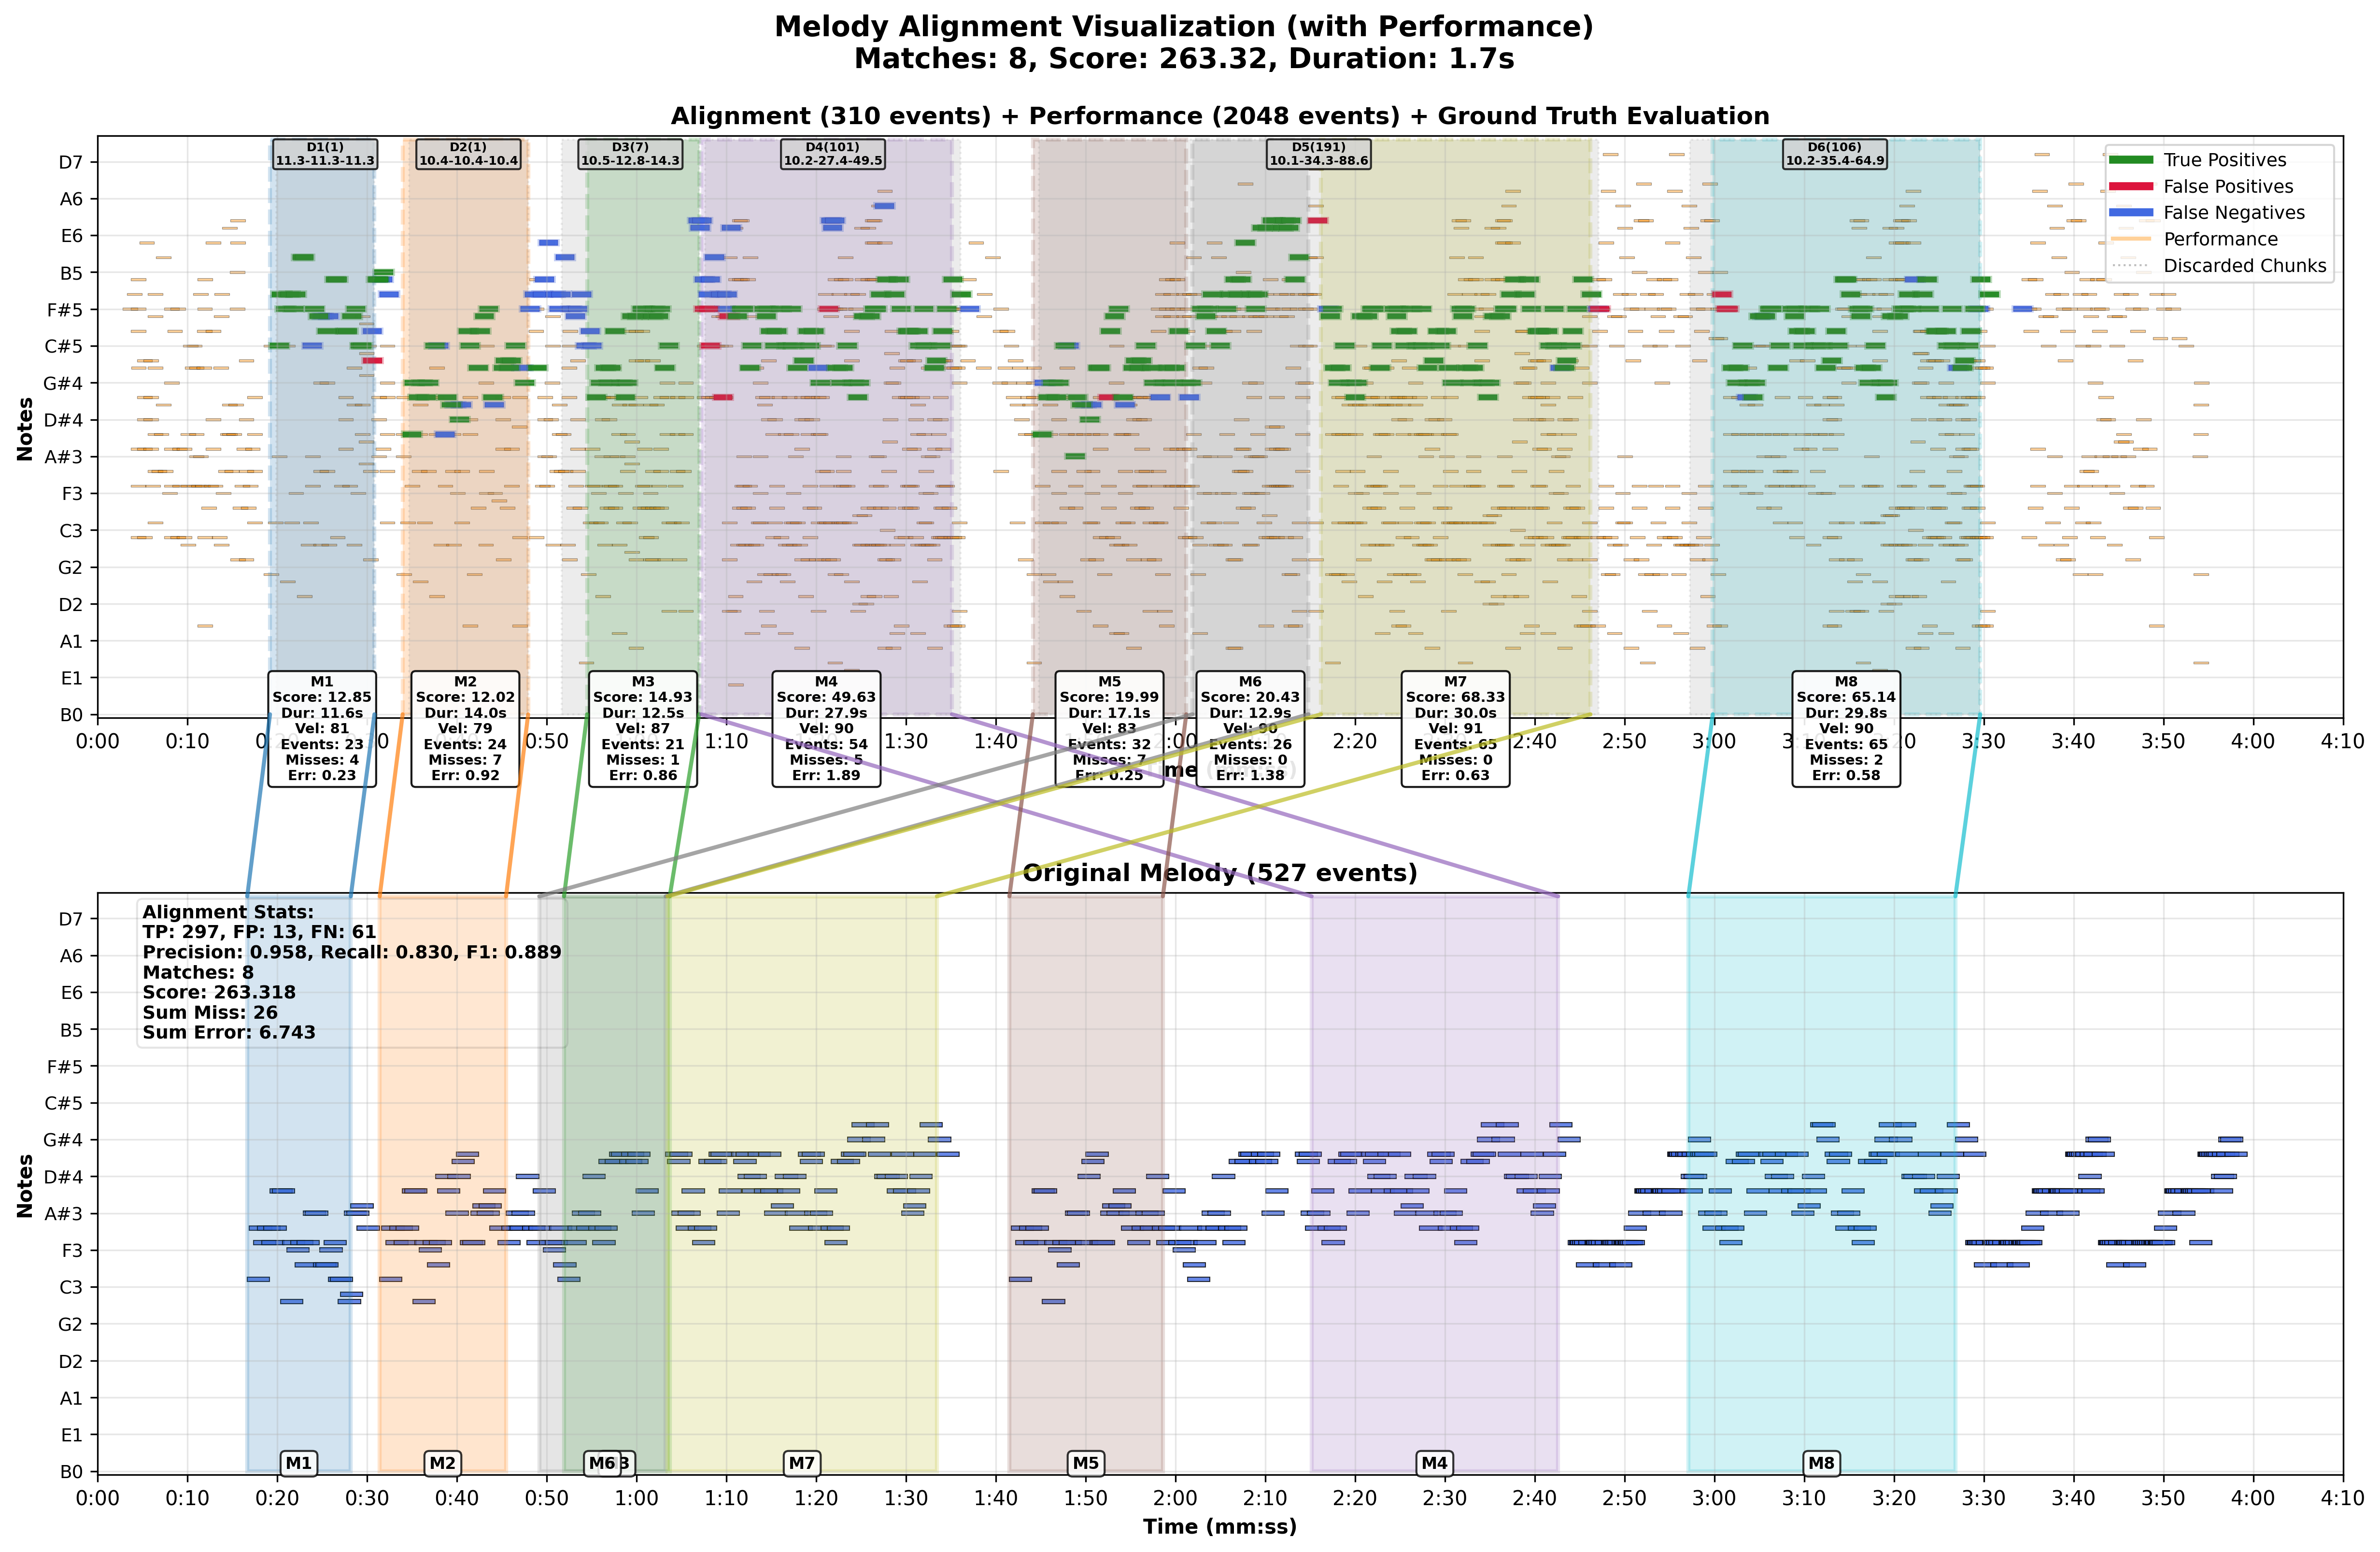 Melody Alignment Visualization (with Performance)
Matches: 8, Score: 263.32, Duration: 1.7s
Alignment (310 events) + Performance (2048 events) + Ground Truth Evaluation
D1(1)
11.3-11.3-11.3
D2(1)
10.4-10.4-10.4
D3(7)
10.5-12.8-14.3
D4(101)
10.2-27.4-49.5
D5(191)
10.1-34.3-88.6
D6(106)
10.2-35.4-64.9
True Positives
False Positives
False Negatives
Performance
Discarded Chunks
Notes
D7
A6
E6
B5
F#5
C#5
G#4
D#4
A#3
F3
C3
G2
D2
A1
E1
B0
M1
Score: 12.85
Dur: 11.6s
Vel: 81
Events: 23
Misses: 4
Err: 0.23
M2
Score: 12.02
Dur: 14.0s
Vel: 79
Events: 24
Misses: 7
Err: 0.92
M3
Score: 14.93
Dur: 12.5s
Vel: 87
Events: 21
Misses: 1
Err: 0.86
M4
Score: 49.63
Dur: 27.9s
Vel: 90
Events: 54
Misses: 5
Err: 1.89
M5
Score: 19.99
Dur: 17.1s
Vel: 83
Events: 32
Misses: 7
Err: 0.25
M6
Score: 20.43
Dur: 12.9s
Vel: 90
Events: 26
Misses: 0
Err: 1.38
M7
Score: 68.33
Dur: 30.0s
Vel: 91
Events: 65
Misses: 0
Err: 0.63
M8
Score: 65.14
Dur: 29.8s
Vel: 90
Events: 65
Misses: 2
Err: 0.58
0:00 0:10 0:50 1:10 1:30 1:40 2:20 2:40 2:50 3:00 3:30 3:40 3:50 4:00 4:10
Original Melody (527 events)
Alignment Stats:
TP: 297, FP: 13, FN: 61
Precision: 0.958, Recall: 0.830, F1: 0.889
Matches: 8
Score: 263.318
Sum Miss: 26
Sum Error: 6.743
Notes
D7
A6
E6
B5
F#5
C#5
G#4
D#4
A#3
F3
C3
G2
D2
A1
E1
B0
M1
M2
M6
3
M7
M5
M4
M8
0:00 0:10 0:20 0:30 0:40 0:50 1:00 1:10 1:20 1:30 1:40 1:50 2:00 2:10 2:20 2:30 2:40 2:50 3:00 3:10 3:20 3:30 3:40 3:50 4:00 4:10
Time (mm:ss)